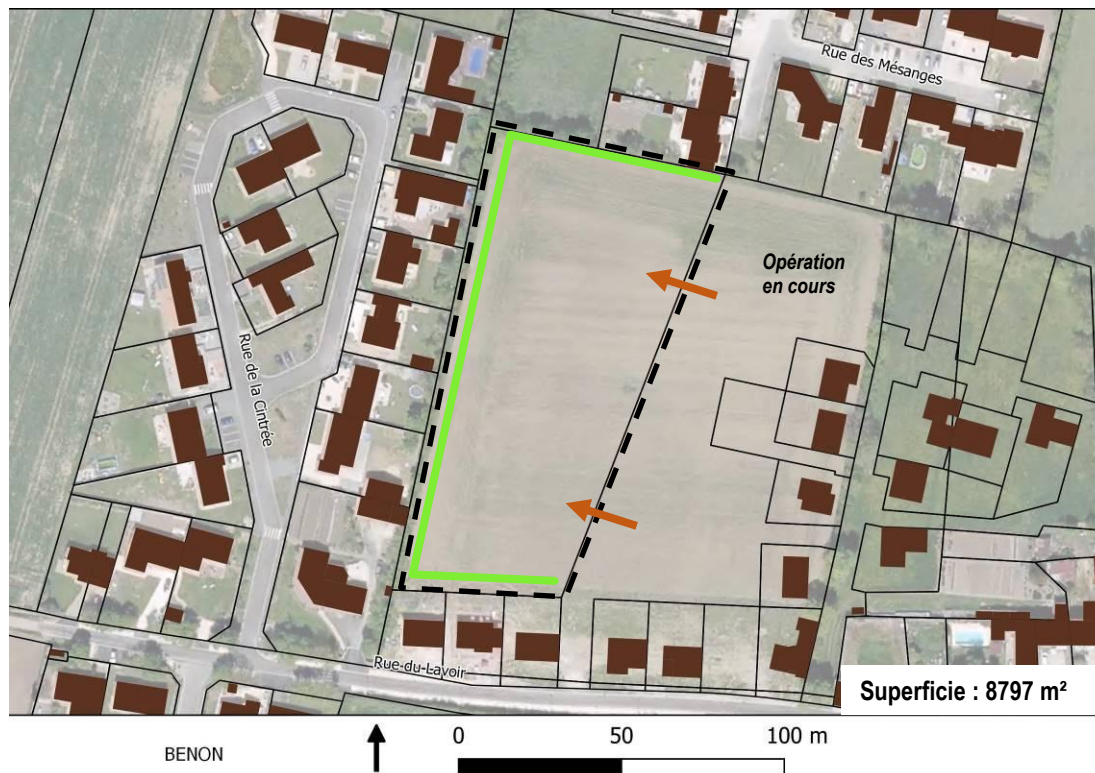 Rue des Mésanges
Opération
en cours
Rue de la Cintrée
Rue du Lavoir
Superficie : 8797 m²
BENON
0 50 100 m